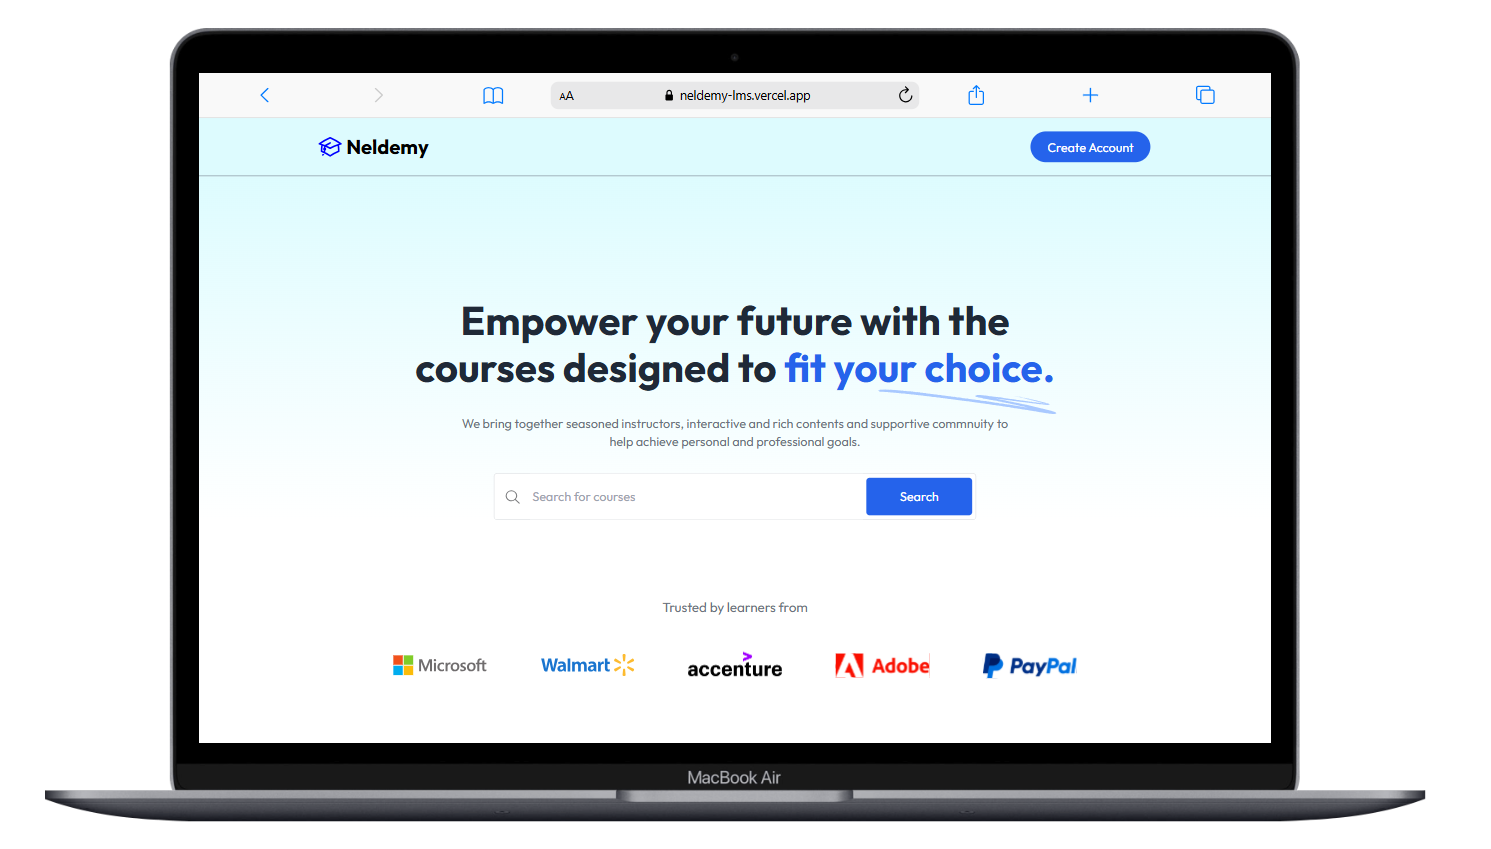 AA neldemy-lms.vercel.app
Neldemy
Create Account
Empower your future with the
courses designed to fit your choice.
We bring together seasoned instructors, interactive and rich contents and supportive commnuity to
help achieve personal and professional goals.
Search for courses
Search
Trusted by learners from
Microsoft Walmart accenture Adobe PayPal
MacBook Air